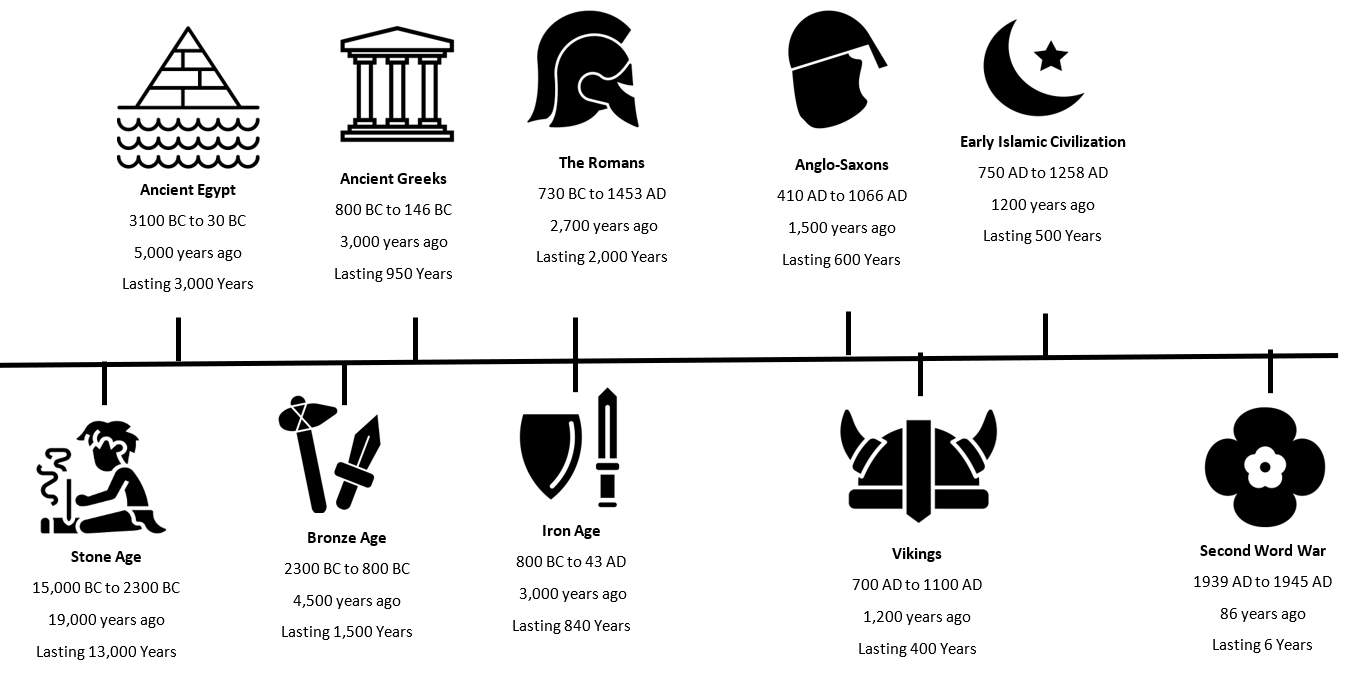 Ancient Egypt
3100 BC to 30 BC
5,000 years ago
Lasting 3,000 Years
Ancient Greeks
800 BC to 146 BC
3,000 years ago
Lasting 950 Years
The Romans
730 BC to 1453 AD
2,700 years ago
Lasting 2,000 Years
Anglo-Saxons
410 AD to 1066 AD
1,500 years ago
Lasting 600 Years
Early Islamic Civilization
750 AD to 1258 AD
1200 years ago
Lasting 500 Years
Stone Age
15,000 BC to 2300 BC
19,000 years ago
Lasting 13,000 Years
Bronze Age
2300 BC to 800 BC
4,500 years ago
Lasting 1,500 Years
Iron Age
800 BC to 43 AD
3,000 years ago
Lasting 840 Years
Vikings
700 AD to 1100 AD
1,200 years ago
Lasting 400 Years
Second Word War
1939 AD to 1945 AD
86 years ago
Lasting 6 Years